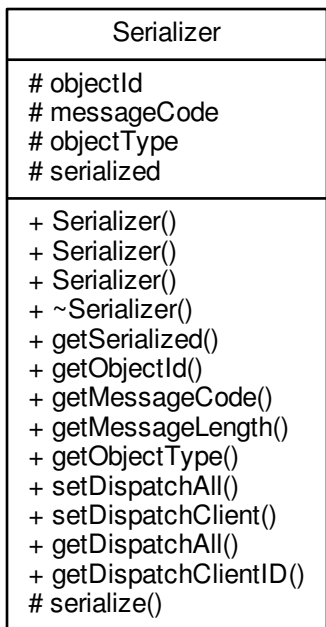 Serializer
# objectId
# messageCode
# objectType
# serialized
+ Serializer()
+ Serializer()
+ Serializer()
+ ~Serializer()
+ getSerialized()
+ getObjectId()
+ getMessageCode()
+ getMessageLength()
+ getObjectType()
+ setDispatchAll()
+ setDispatchClient()
+ getDispatchAll()
+ getDispatchClientID()
# serialize()